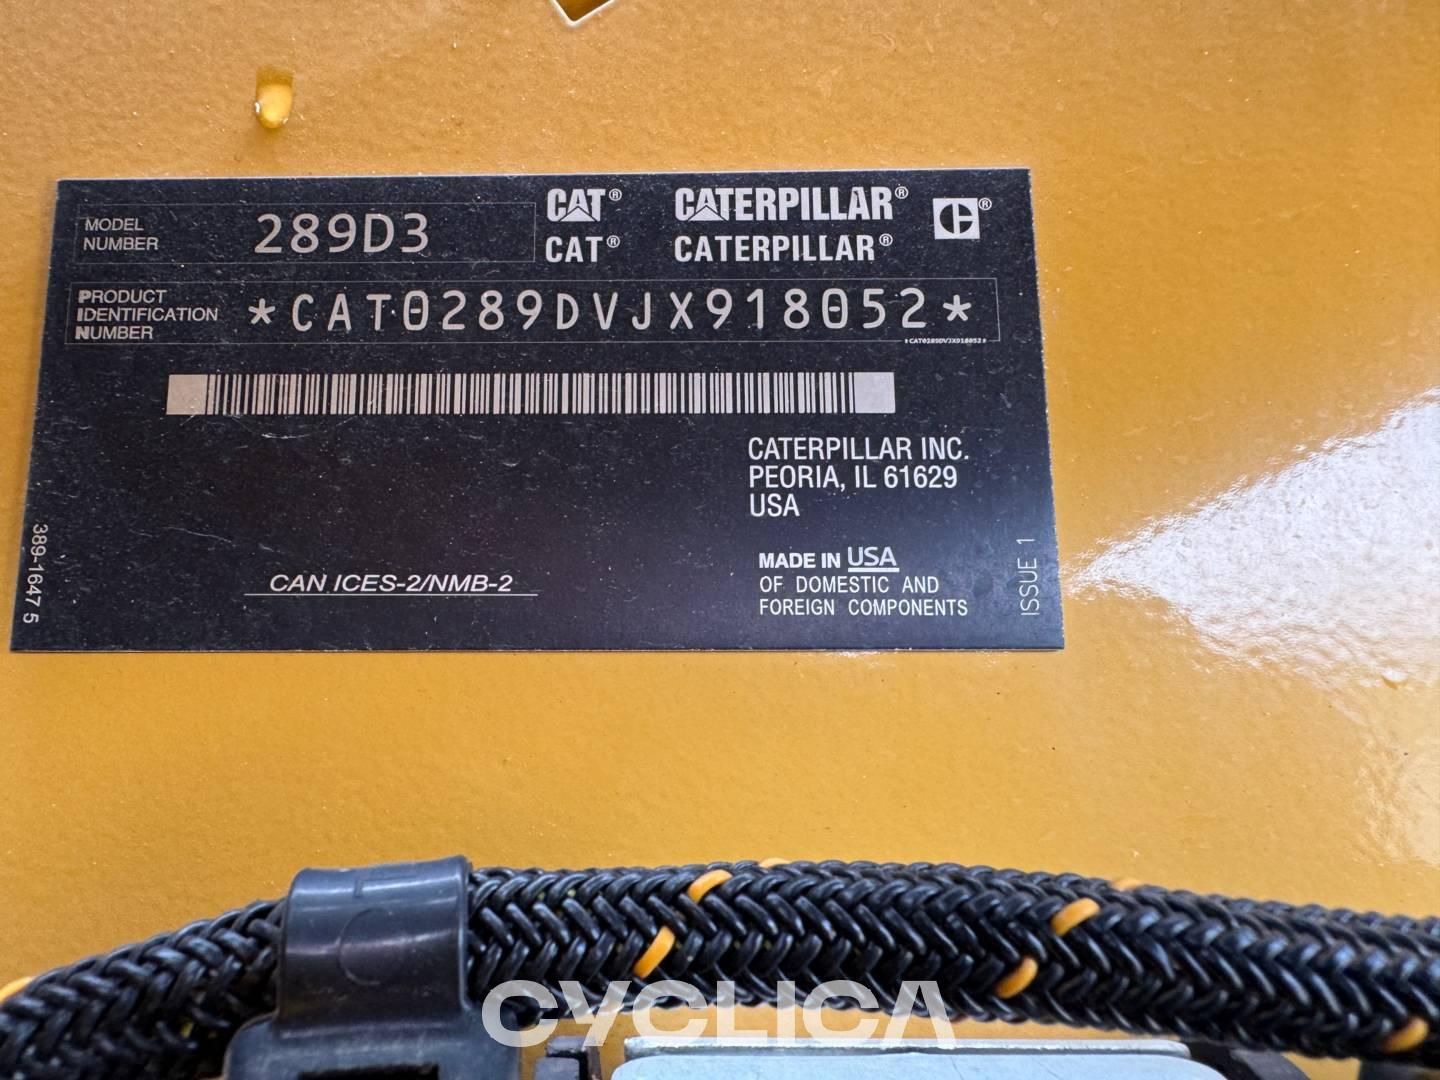 MODEL NUMBER 289D3
CAT® CATERPILLAR®
CAT® CATERPILLAR®
PRODUCT IDENTIFICATION NUMBER *CAT0289DVJX918052*
*CAT0289DVJX918052*
CATERPILLAR INC.
PEORIA, IL 61629
USA
MADE IN USA
OF DOMESTIC AND
FOREIGN COMPONENTS
CAN ICES-2/NMB-2
389-1647 5
ISSUE 1
CYCLICA